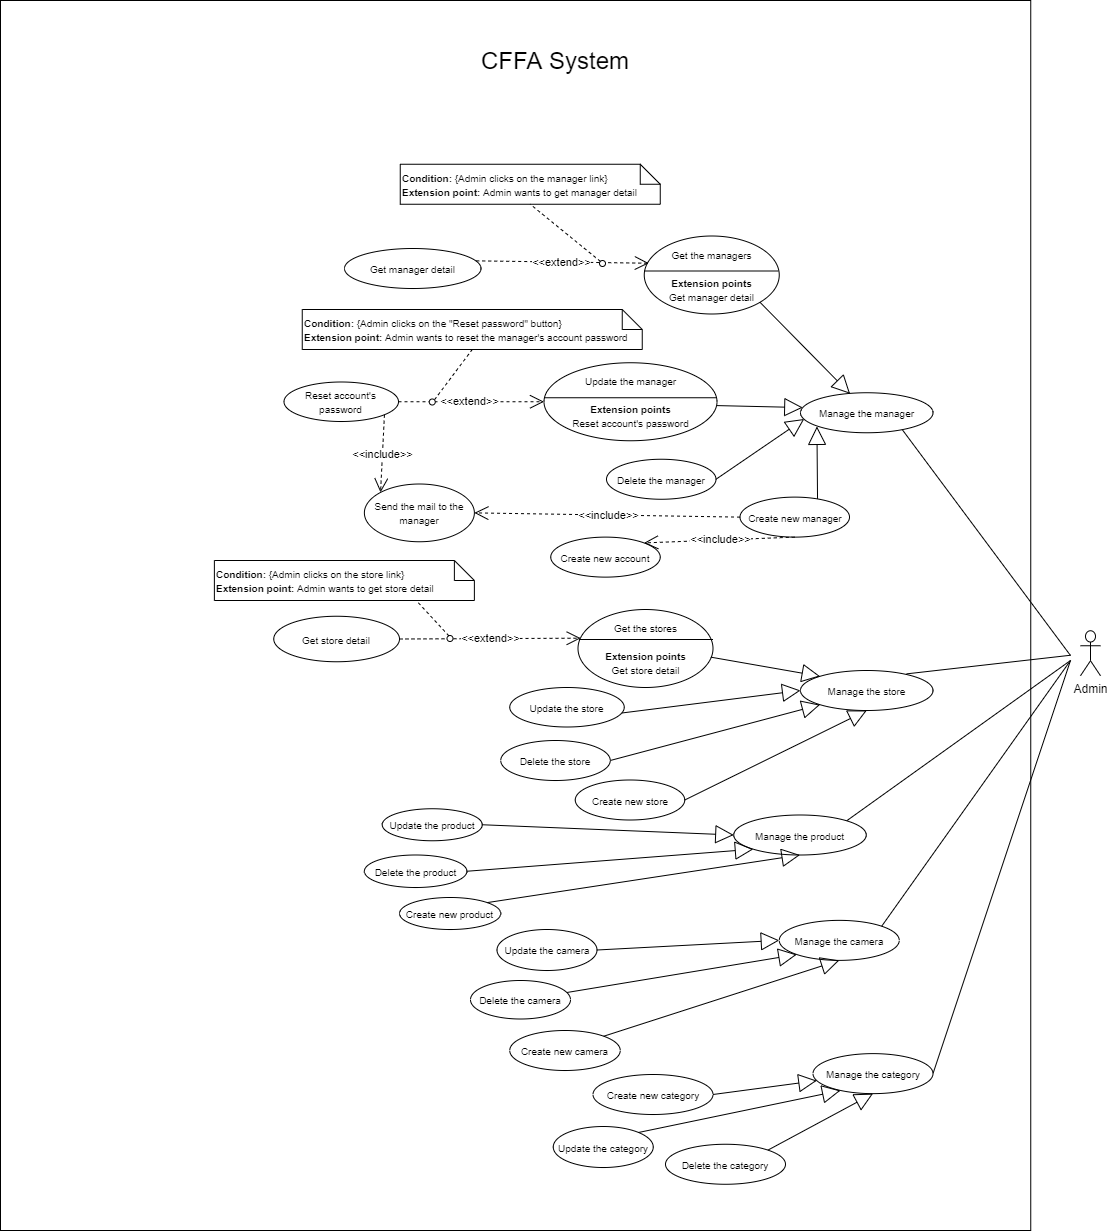 CFFA System
Condition: {Admin clicks on the manager link}
Extension point: Admin wants to get manager detail
Get the managers
<<extend>>
Get manager detail
Extension points
Get manager detail
Condition: {Admin clicks on the "Reset password" button}
Extension point: Admin wants to reset the manager's account password
Update the manager
Reset account's
password
<<extend>>
Extension points
Reset account's password
Manage the manager
<<include>>
Delete the manager
Send the mail to the
manager
<<include>>
Create new manager
<<include>>
Create new account
Condition: {Admin clicks on the store link}
Extension point: Admin wants to get store detail
Get the stores
Get store detail
<<extend>>
Extension points
Get store detail
Admin
Manage the store
Update the store
Delete the store
Create new store
Update the product
Manage the product
Delete the product
Create new product
Update the camera
Manage the camera
Delete the camera
Create new camera
Manage the category
Create new category
Update the category
Delete the category